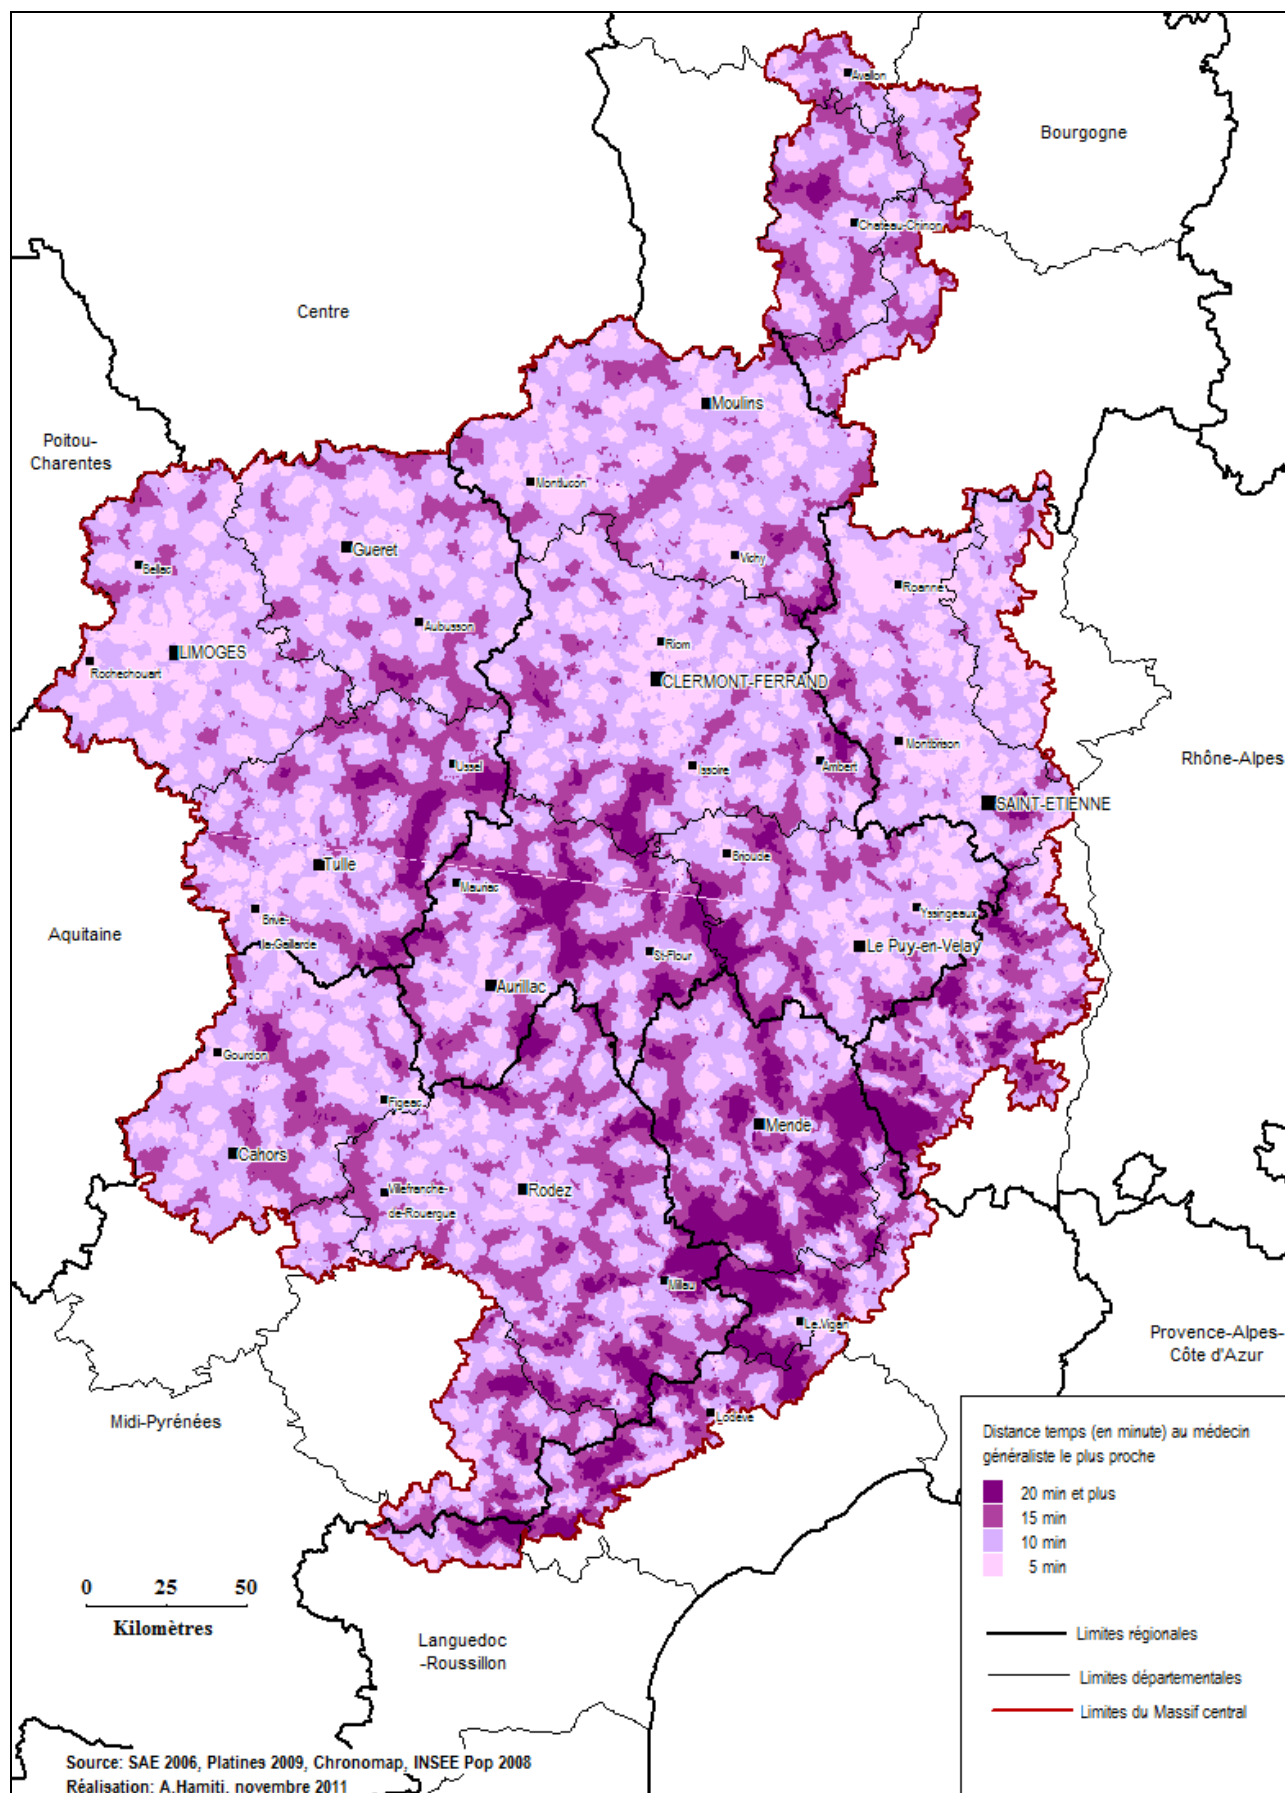 Avallon
Bourgogne
Chateau-Chinon
Centre
Moulins
Poitou-
Charentes
Montlucon
Gueret
Vichy
Bellac
Roanne
Aubusson
Riom
LIMOGES
Rochechouart
CLERMONT-FERRAND
Montbrison
Ussel
Issoire
Ambert
Rhône-Alpes
SAINT-ETIENNE
Tulle
Brioude
Mauriac
Brive-
la-Gaillarde
Yssingeaux
Aquitaine
Le Puy-en-Velay
St-Flour
Aurillac
Gourdon
Figeac
Mende
Cahors
Villefranche-
de-Rouergue
Rodez
Millau
Le Vigan
Provence-Alpes-
Côte d'Azur
Midi-Pyrénées
Lodève
Distance temps (en minute) au médecin
généraliste le plus proche
20 min et plus
15 min
10 min
5 min
0 25 50
Kilomètres
Languedoc
-Roussillon
Limites régionales
Limites départementales
Limites du Massif central
Source: SAE 2006, Platines 2009, Chronomap, INSEE Pop 2008
Réalisation: A.Hamiti, novembre 2011